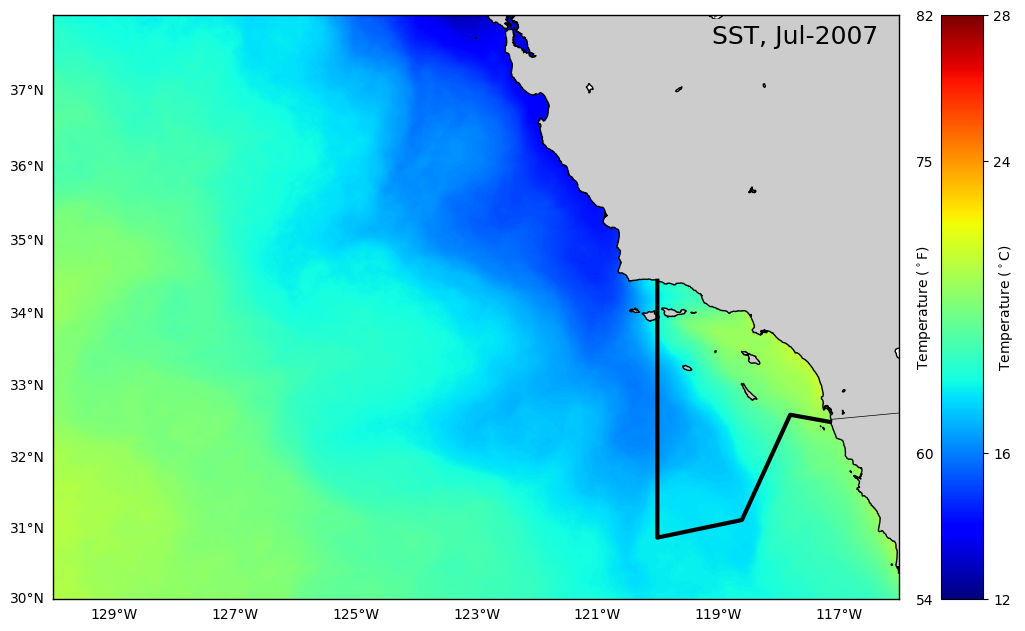 SST, Jul-2007
37°N
36°N
35°N
34°N
33°N
32°N
31°N
30°N
129°W 127°W 125°W 123°W 121°W 119°W 117°W
82
75
60
54
Temperature (°F)
28
24
16
12
Temperature (°C)